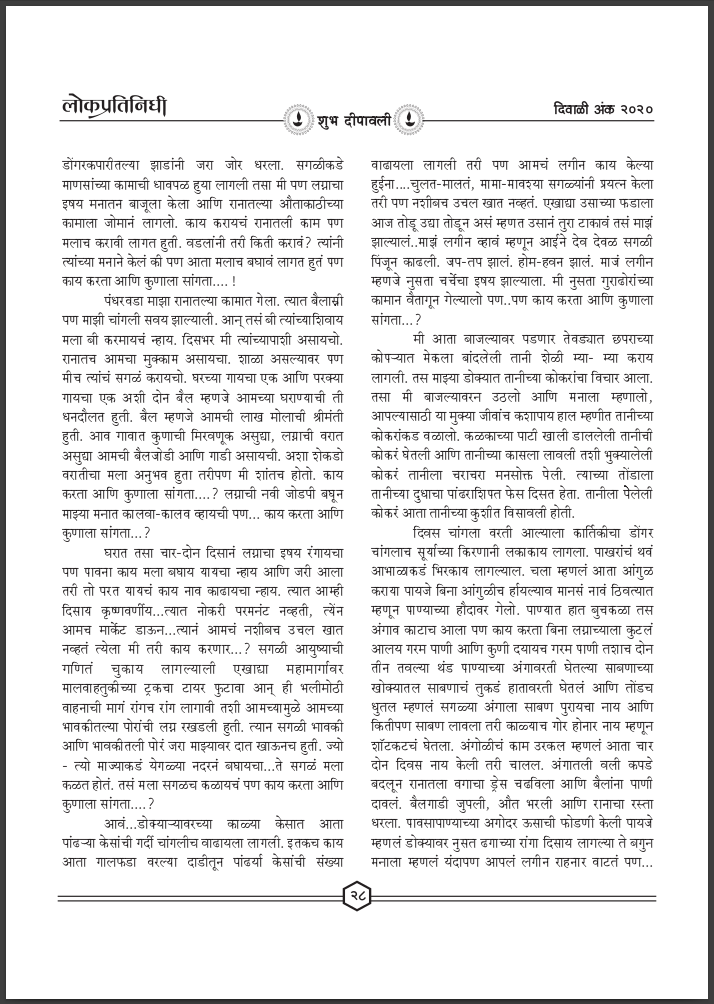 लोकप्रतिनिधी
शुभ दीपावली
दिवाळी अंक २०२०
डोंगरकपारीतल्या झाडांनी जरा जोर धरला. सगळीकडे
माणसांच्या कामाची धावपळ हुया लागली तसा मी पण लग्नाचा
इषय मनातन बाजूला केला आणि रानातल्या औताकाठीच्या
कामाला जोमानं लागलो. काय करायचं रानातली काम पण
मलाच करावी लागत हुती. वडलांनी तरी किती करावं? त्यांनी
त्यांच्या मनाने केलं की पण आता मलाच बघावं लागत हुतं पण
काय करता आणि कुणाला सांगता.... !
पंधरवडा माझा रानातल्या कामात गेला. त्यात बैलास्नी
पण माझी चांगली सवय झाल्याली. आन् तसं बी त्यांच्याशिवाय
मला बी करमायचं न्हाय. दिसभर मी त्यांच्यापाशी असायचो.
रानातच आमचा मुक्काम असायचा. शाळा असल्यावर पण
मीच त्यांचं सगळं करायचो. घरच्या गायचा एक आणि परक्या
गायचा एक अशी दोन बैल म्हणजे आमच्या घराण्याची ती
धनदौलत हुती. बैल म्हणजे आमची लाख मोलाची श्रीमंती
हुती. आव गावात कुणाची मिरवणूक असुद्या, लग्नाची वरात
असुद्या आमची बैलजोडी आणि गाडी असायची. अशा शेकडो
वरातीचा मला अनुभव हुता तरीपण मी शांतच होतो. काय
करता आणि कुणाला सांगता....? लग्नाची नवी जोडपी बघून
माझ्या मनात कालवा-कालव व्हायची पण... काय करता आणि
कुणाला सांगता...?
घरात तसा चार-दोन दिसानं लग्नाचा इषय रंगायचा
पण पावना काय मला बघाय यायचा न्हाय आणि जरी आला
तरी तो परत यायचं काय नाव काढायचा न्हाय. त्यात आम्ही
दिसाय कृष्णवर्णीय...त्यात नोकरी परमनंट नव्हती, त्येंन
आमच मार्केट डाऊन...त्यानं आमचं नशीबच उचल खात
नव्हतं त्येला मी तरी काय करणार...? सगळी आयुष्याची
गणितं चुकाय लागल्याली एखाद्या महामार्गावर
मालवाहतुकीच्या ट्रकचा टायर फुटावा आन् ही भलीमोठी
वाहनाची मागं रांगच रांग लागावी तशी आमच्यामुळे आमच्या
भावकीतल्या पोरांची लग्न रखडली हुती. त्यान सगळी भावकी
आणि भावकीतली पोरं जरा माझ्यावर दात खाऊनच हुती. ज्यो
- त्यो माज्याकडं येगळ्या नदरनं बघायचा...ते सगळं मला
कळत होतं. तसं मला सगळच कळायचं पण काय करता आणि
कुणाला सांगता....?
आवं...डोक्याऱ्यावरच्या काळ्या केसात आता
पांढऱ्या केसांची गर्दी चांगलीच वाढायला लागली. इतकच काय
आता गालफडा वरल्या दाडीतून पांढर्या केसांची संख्या
वाढायला लागली तरी पण आमचं लगीन काय केल्या
हुईना....चुलत-मालतं, मामा-मावश्या सगळ्यांनी प्रयत्न केला
तरी पण नशीबच उचल खात नव्हतं. एखाद्या उसाच्या फडाला
आज तोडू उद्या तोडून असं म्हणत उसानं तुरा टाकावं तसं माझं
झाल्यालं..माझं लगीन व्हावं म्हणून आईने देव देवळ सगळी
पिंजून काढली. जप-तप झालं. होम-हवन झालं. माजं लगीन
म्हणजे नुसता चर्चेचा इषय झाल्याला. मी नुसता गुराढोरांच्या
कामान वैतागून गेल्यालो पण..पण काय करता आणि कुणाला
सांगता...?
मी आता बाजल्यावर पडणार तेवड्यात छपराच्या
कोपऱ्यात मेकला बांदलेली तानी शेळी म्या- म्या कराय
लागली. तस माझ्या डोक्यात तानीच्या कोकरांचा विचार आला.
तसा मी बाजल्यावरन उठलो आणि मनाला म्हणालो,
आपल्यासाठी या मुक्या जीवांच कशापाय हाल म्हणीत तानीच्या
कोकरांकड वळालो. कळकाच्या पाटी खाली डाललेली तानीची
कोकरं घेतली आणि तानीच्या कासला लावली तशी भुक्यालेली
कोकरं तानीला चराचरा मनसोक्त पेली. त्याच्या तोंडाला
तानीच्या दुधाचा पांढराशिपत फेस दिसत हेता. तानीला पेलेली
कोकरं आता तानीच्या कुशीत विसावली होती.
दिवस चांगला वरती आल्याला कार्तिकीचा डोंगर
चांगलाच सूर्याच्या किरणानी लकाकाय लागला. पाखरांचं थवं
आभाळाकडं भिरकाय लागल्याल. चला म्हणलं आता आंगुळ
कराया पायजे बिना आंगुळीच हॉयल्याव मानसं नावं ठिवत्यात
म्हणून पाण्याच्या हौदावर गेलो. पाण्यात हात बुचकळा तस
अंगाव काटाच आला पण काय करता बिना लग्नाच्याला कुटलं
आलय गरम पाणी आणि कुणी दयायच गरम पाणी तशाच दोन
तीन तवल्या थंड पाण्याच्या अंगावरती घेतल्या साबणाच्या
खोक्यातल साबणाचं तुकडं हातावरती घेतलं आणि तोंडच
धुतल म्हणलं सगळ्या अंगाला साबण पुरायचा नाय आणि
कितीपण साबण लावला तरी काळ्याच गोर होनार नाय म्हणून
शॉटकटचं घेतला. अंगोळीचं काम उरकल म्हणलं आता चार
दोन दिवस नाय केली तरी चालल. अंगातली वली कपडे
बदलून रानातला वगाचा ड्रेस चढविला आणि बैलांना पाणी
दावलं. बैलगाडी जुपली, औत भरली आणि रानाचा रस्ता
धरला. पावसापाण्याच्या अगोदर ऊसाची फोडणी केली पायजे
म्हणलं डोक्यावर नुसत ढगाच्या रांगा दिसाय लागल्या ते बगुन
मनाला म्हणलं यंदापण आपलं लगीन राहनार वाटतं पण...
२८